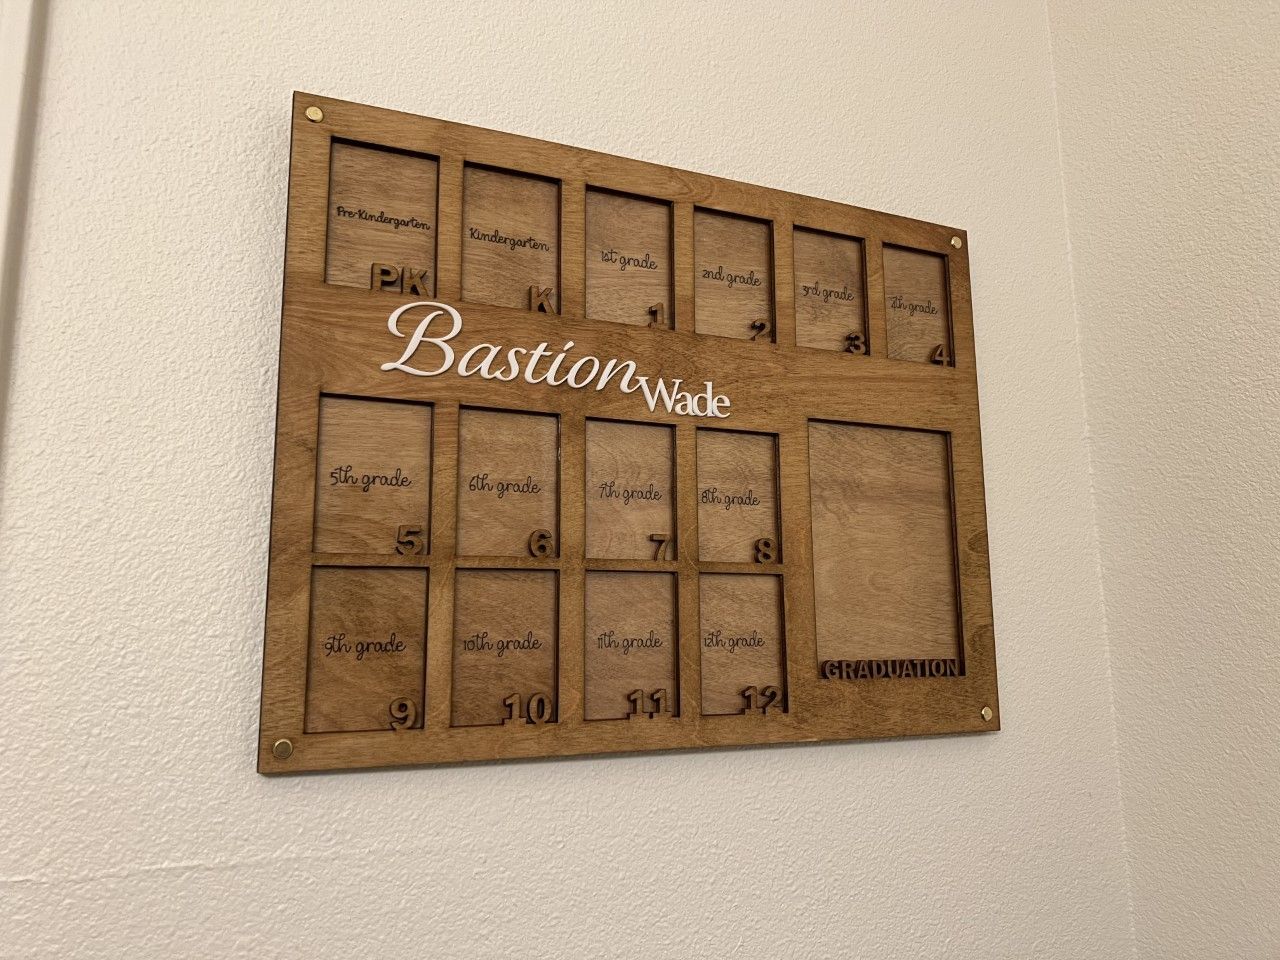 Pre-Kindergarten
PK
Kindergarten
K
1st grade
1
2nd grade
2
3rd grade
3
4th grade
4
Bastion
Wade
5th grade
5
6th grade
6
7th grade
7
8th grade
8
9th grade
9
10th grade
10
11th grade
11
12th grade
12
GRADUATION